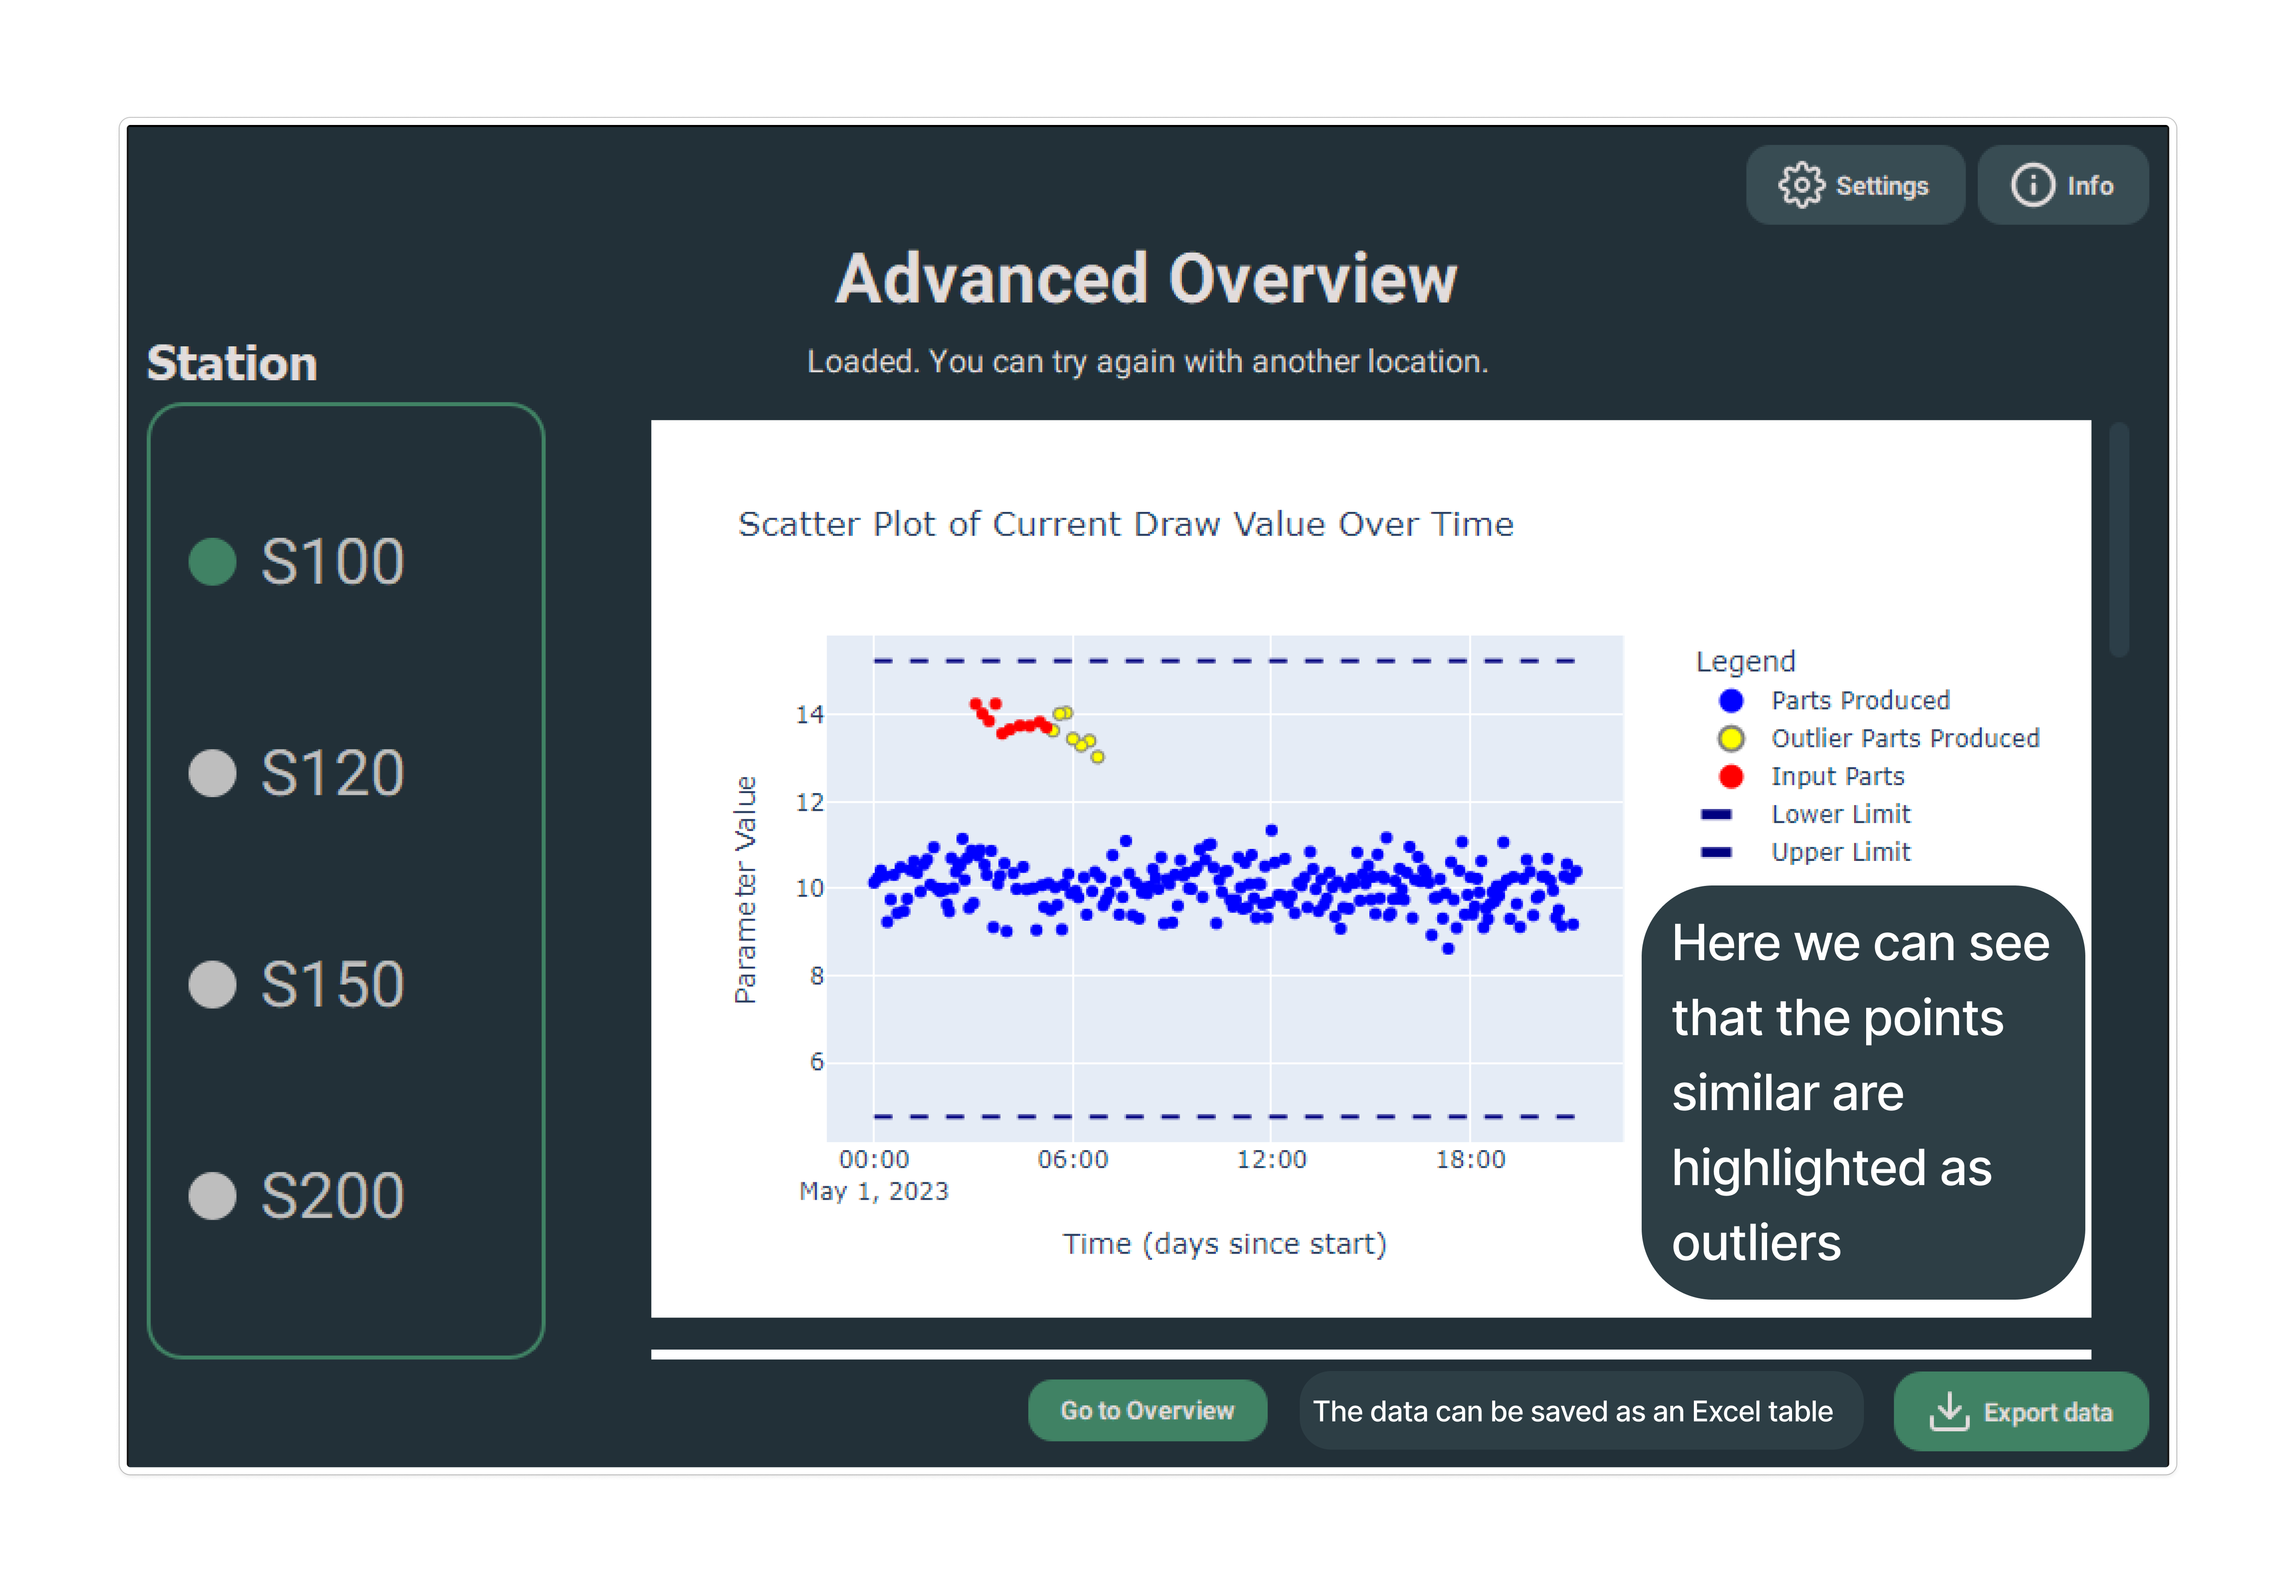 Settings
Info
Advanced Overview
Loaded. You can try again with another location.
Station
S100
S120
S150
S200
Scatter Plot of Current Draw Value Over Time
Parameter Value
14
12
10
8
6
00:00
May 1, 2023
06:00
12:00
18:00
Time (days since start)
Legend
Parts Produced
Outlier Parts Produced
Input Parts
Lower Limit
Upper Limit
Here we can see
that the points
similar are
highlighted as
outliers
Go to Overview
The data can be saved as an Excel table
Export data